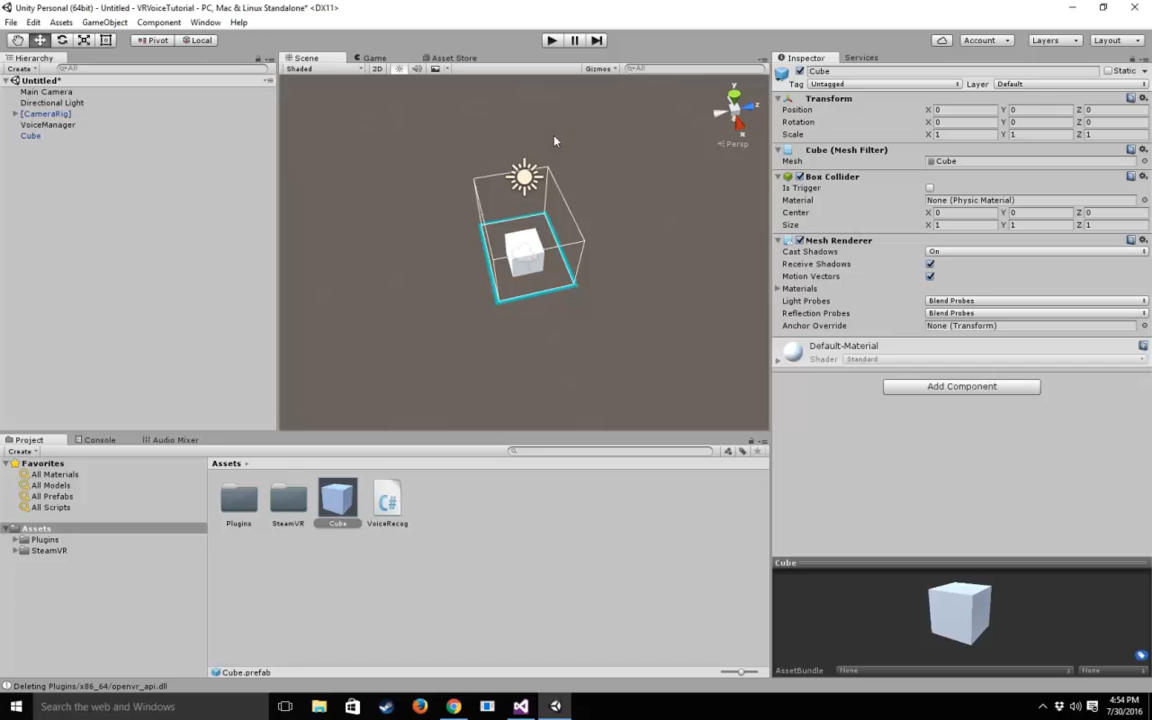 Unity Personal (64bit) - Untitled - VRVoiceTutorial - PC, Mac & Linux Standalone* <DX11>
File Edit Assets GameObject Component Window Help
Pivot Local Account Layers Layout
Hierarchy Scene Game Asset Store Inspector Services
Create All Shaded 2D Gizmos All Cube Static
Untitled*
Tag Untagged Layer Default
Main Camera
Directional Light
[CameraRig]
VoiceManager
Cube
y
z
x
Persp
Transform
Position X 0 Y 0 Z 0
Rotation X 0 Y 0 Z 0
Scale X 1 Y 1 Z 1
Cube (Mesh Filter)
Mesh Cube
Box Collider
Is Trigger
Material None (Physic Material)
Center X 0 Y 0 Z 0
Size X 1 Y 1 Z 1
Mesh Renderer
Cast Shadows On
Receive Shadows
Motion Vectors
Materials
Light Probes Blend Probes
Reflection Probes Blend Probes
Anchor Override None (Transform)
Default-Material
Shader Standard
Add Component
Project Console Audio Mixer
Create
Favorites
All Materials
All Models
All Prefabs
All Scripts
Assets
Plugins
SteamVR
Assets
C#
Plugins SteamVR Cube VoiceRecog
Cube.prefab
Cube
AssetBundle None None
Deleting Plugins/x86_64/openvr_api.dll
Search the web and Windows
4:54 PM
7/30/2016